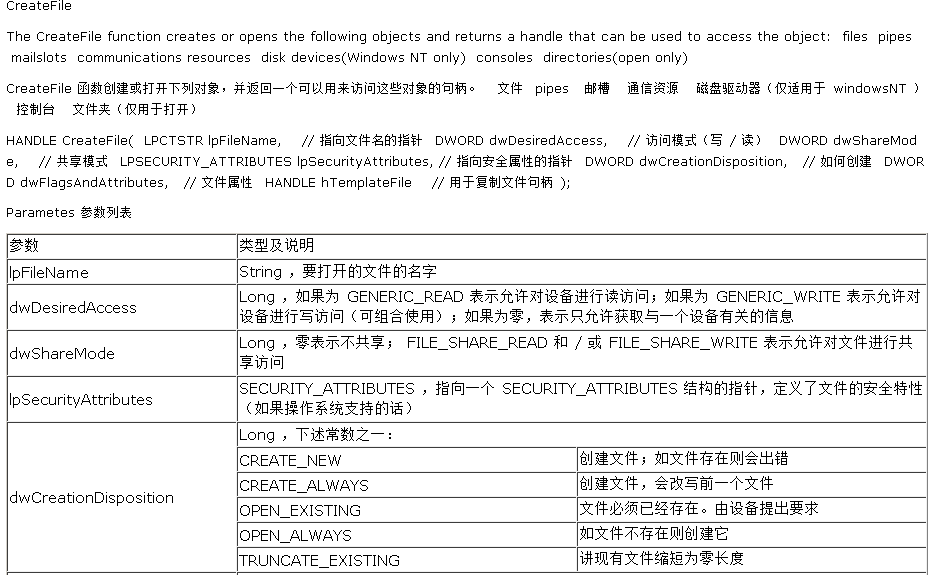 CreateFile
The CreateFile function creates or opens the following objects and returns a handle that can be used to access the object: files pipes
mailslots communications resources disk devices(Windows NT only) consoles directories(open only)
CreateFile 函数创建或打开下列对象，并返回一个可以用来访问这些对象的句柄。 文件 pipes 邮槽 通信资源 磁盘驱动器（仅适用于 windowsNT ）
控制台 文件夹（仅用于打开）
HANDLE CreateFile( LPCTSTR lpFileName, // 指向文件名的指针 DWORD dwDesiredAccess, // 访问模式（写 / 读） DWORD dwShareMod
e, // 共享模式 LPSECURITY_ATTRIBUTES lpSecurityAttributes, // 指向安全属性的指针 DWORD dwCreationDisposition, // 如何创建 DWOR
D dwFlagsAndAttributes, // 文件属性 HANDLE hTemplateFile // 用于复制文件句柄 );
Parametes 参数列表
参数 类型及说明
lpFileName String ，要打开的文件的名字
dwDesiredAccess Long ，如果为 GENERIC_READ 表示允许对设备进行读访问；如果为 GENERIC_WRITE 表示允许对
设备进行写访问（可组合使用）；如果为零，表示只允许获取与一个设备有关的信息
dwShareMode Long ，零表示不共享； FILE_SHARE_READ 和 / 或 FILE_SHARE_WRITE 表示允许对文件进行共
享访问
lpSecurityAttributes SECURITY_ATTRIBUTES ，指向一个 SECURITY_ATTRIBUTES 结构的指针，定义了文件的安全特性
（如果操作系统支持的话）
dwCreationDisposition Long ，下述常数之一：
CREATE_NEW 创建文件；如文件存在则会出错
CREATE_ALWAYS 创建文件，会改写前一个文件
OPEN_EXISTING 文件必须已经存在。由设备提出要求
OPEN_ALWAYS 如文件不存在则创建它
TRUNCATE_EXISTING 讲现有文件缩短为零长度